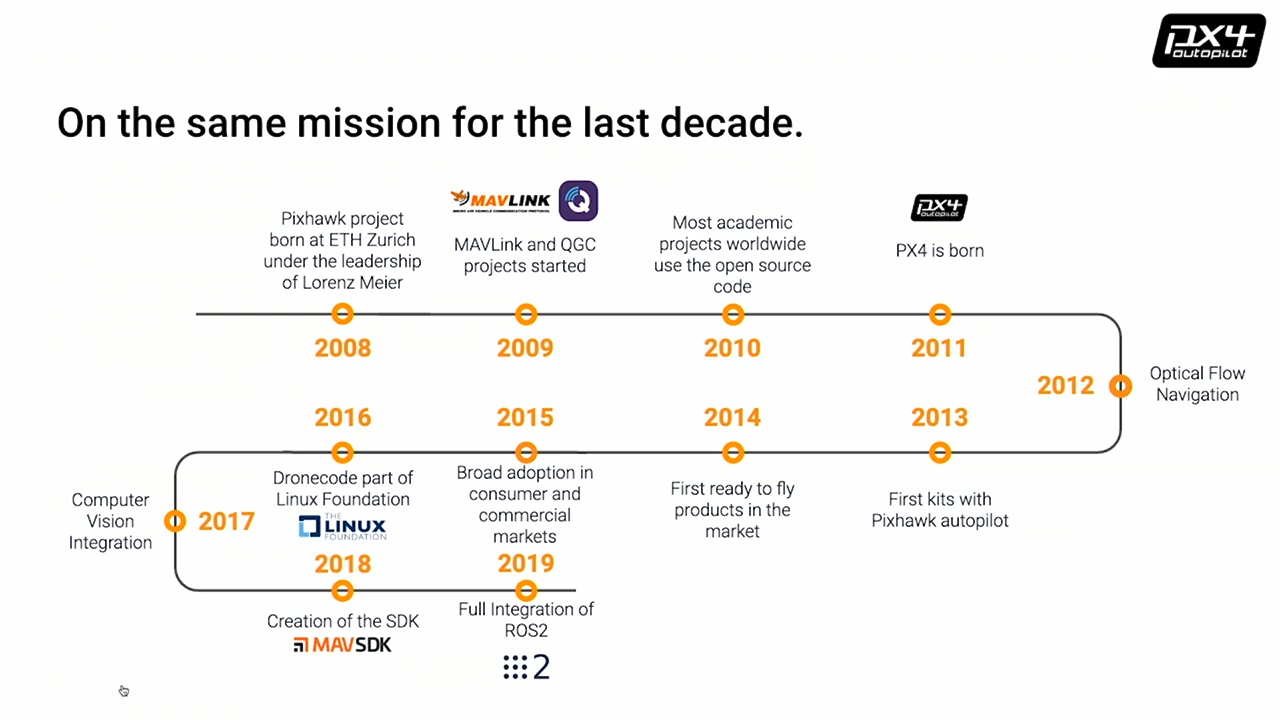 px4
autopilot
On the same mission for the last decade.
Pixhawk project
born at ETH Zurich
under the leadership
of Lorenz Meier
2008
MAVLINK
MICRO AIR VEHICLE COMMUNICATION PROTOCOL
Q
MAVLink and QGC
projects started
2009
Most academic
projects worldwide
use the open source
code
2010
px4
autopilot
PX4 is born
2011
2012
Optical Flow
Navigation
2013
First kits with
Pixhawk autopilot
2014
First ready to fly
products in the
market
2015
Broad adoption in
consumer and
commercial
markets
2016
Dronecode part of
Linux Foundation
THE
LINUX
FOUNDATION
2017
Computer
Vision
Integration
2018
Creation of the SDK
MAVSDK
2019
Full Integration of
ROS2
2